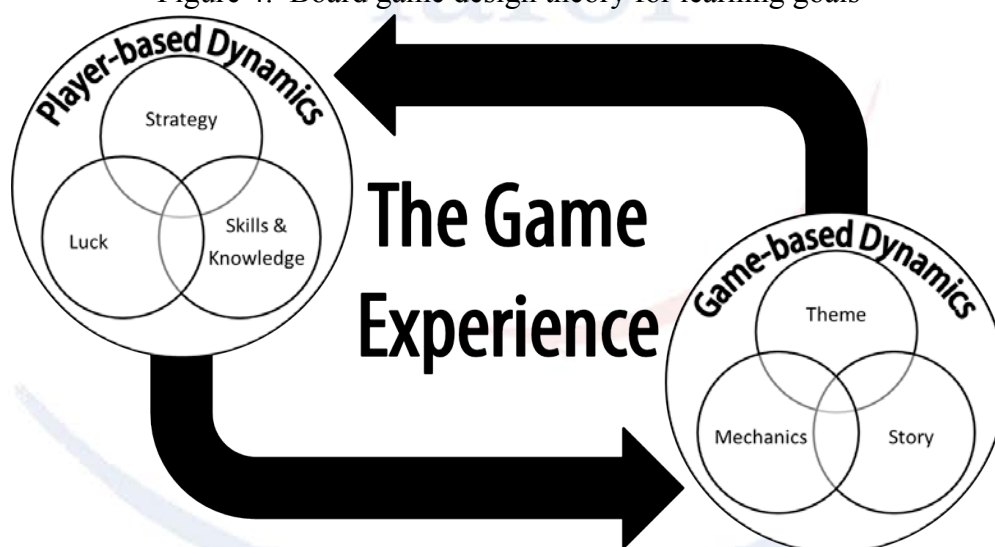 Figure 4. Board game design theory for learning goals
Player-based Dynamics
Strategy
Luck
Skills &
Knowledge
The Game
Experience
Game-based Dynamics
Theme
Mechanics
Story